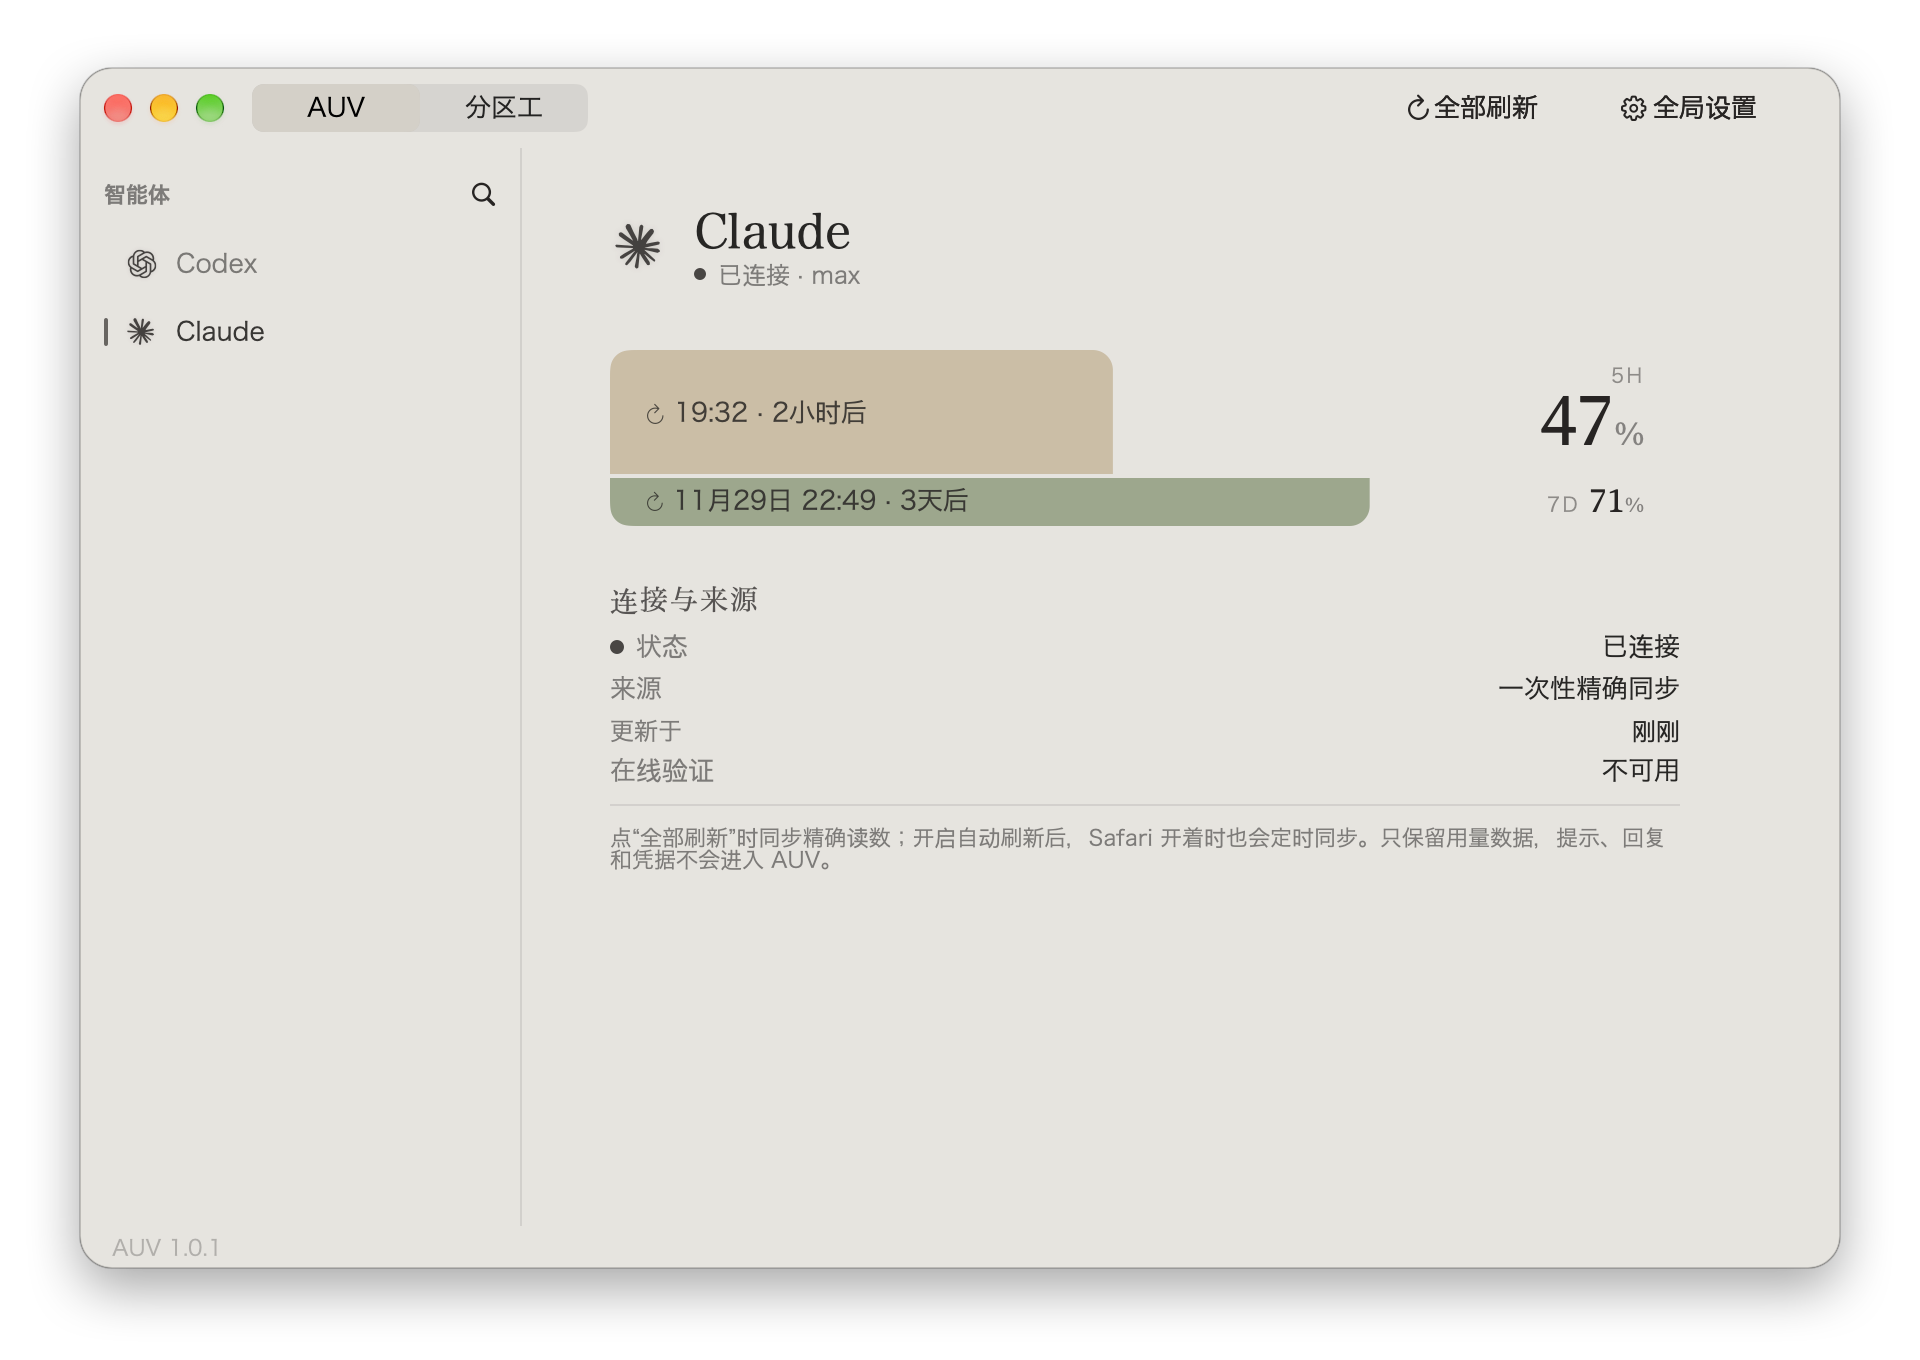 AUV
分区工
全部刷新
全局设置
智能体
Codex
Claude
AUV 1.0.1
Claude
已连接 · max
19:32 · 2小时后
5H
47%
11月29日 22:49 · 3天后
7D 71%
连接与来源
状态 已连接
来源 一次性精确同步
更新于 刚刚
在线验证 不可用
点“全部刷新”时同步精确读数；开启自动刷新后，Safari 开着时也会定时同步。只保留用量数据，提示、回复
和凭据不会进入 AUV。